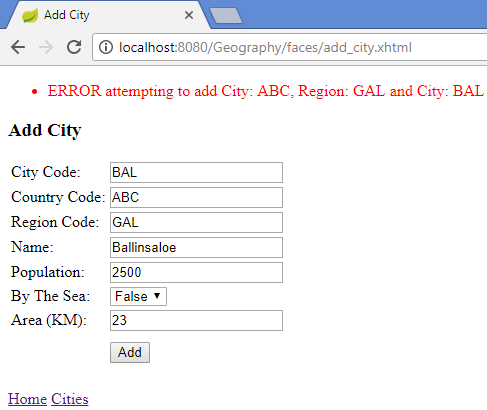 Add City
localhost:8080/Geography/faces/add_city.xhtml
ERROR attempting to add City: ABC, Region: GAL and City: BAL
Add City
City Code: BAL
Country Code: ABC
Region Code: GAL
Name: Ballinsaloe
Population: 2500
By The Sea: False
Area (KM): 23
Add
Home Cities